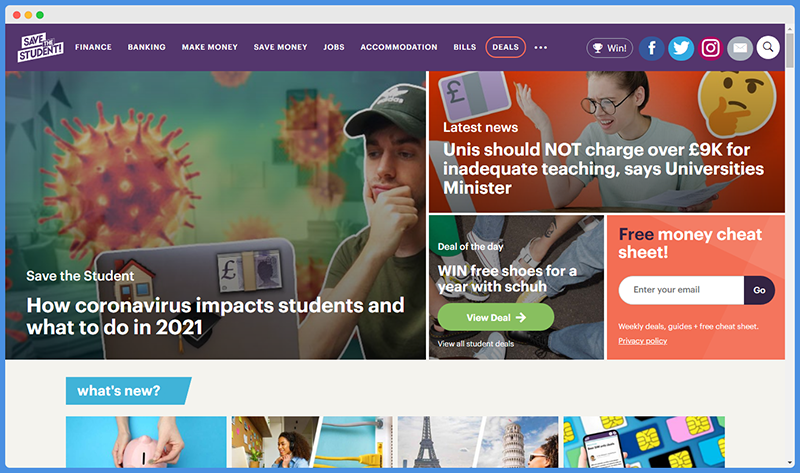 SAVE
THE
STUDENT!
FINANCE
BANKING
MAKE MONEY
SAVE MONEY
JOBS
ACCOMMODATION
BILLS
DEALS
Win!
Save the Student
How coronavirus impacts students and
what to do in 2021
Latest news
Unis should NOT charge over £9K for
inadequate teaching, says Universities
Minister
Deal of the day
WIN free shoes for a
year with schuh
View Deal
View all student deals
Free money cheat
sheet!
Enter your email
Go
Weekly deals, guides + free cheat sheet.
Privacy policy
what's new?